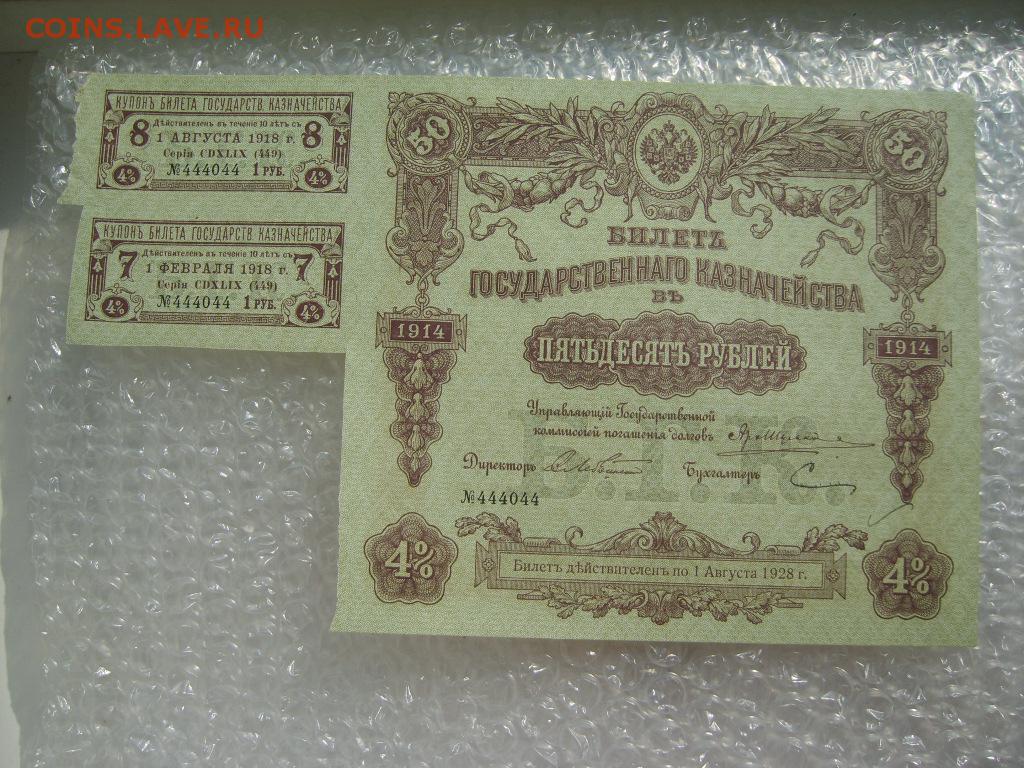 COINS.LAVE.RU
КУПОНЪ БИЛЕТА ГОСУДАРСТВ. КАЗНАЧЕЙСТВА
8 Дѣйствителенъ въ теченіе 10 лѣтъ съ 8
1 АВГУСТА 1918 г.
Серія CDXLIX (449)
№444044 1 РУБ.
4% 4%
КУПОНЪ БИЛЕТА ГОСУДАРСТВ. КАЗНАЧЕЙСТВА
7 Дѣйствителенъ въ теченіе 10 лѣтъ съ 7
1 ФЕВРАЛЯ 1918 г.
Серія CDXLIX (449)
№444044 1 РУБ.
4% 4%
50 50
БИЛЕТЪ
ГОСУДАРСТВЕННАГО КАЗНАЧЕЙСТВА
ВЪ
1914 1914
ПЯТЬДЕСЯТЪ РУБЛЕЙ
Управляющій Государственной
коммиссіей погашенія долговъ
Директоръ Бухгалтеръ
Б.Г.К.
№444044
4% 4%
Билетъ дѣйствителенъ по 1 Августа 1928 г.